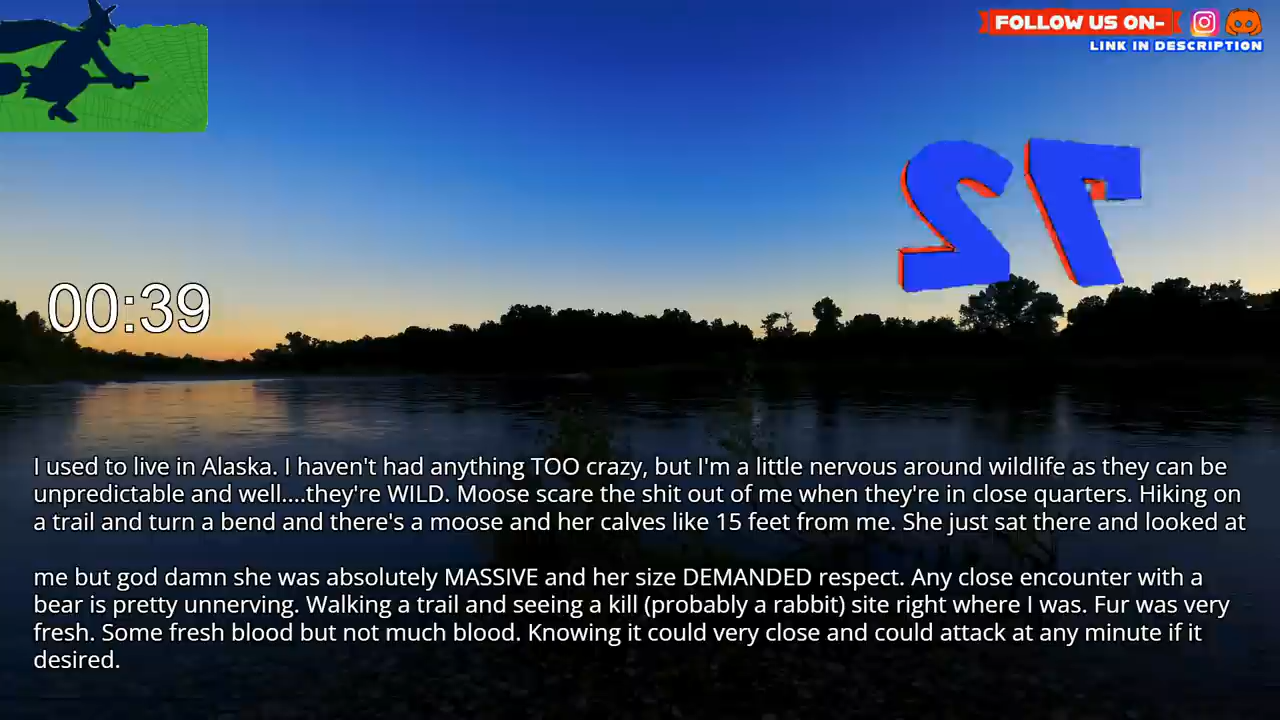 FOLLOW US ON-
LINK IN DESCRIPTION
72
00:39
I used to live in Alaska. I haven't had anything TOO crazy, but I'm a little nervous around wildlife as they can be
unpredictable and well....they're WILD. Moose scare the shit out of me when they're in close quarters. Hiking on
a trail and turn a bend and there's a moose and her calves like 15 feet from me. She just sat there and looked at
me but god damn she was absolutely MASSIVE and her size DEMANDED respect. Any close encounter with a
bear is pretty unnerving. Walking a trail and seeing a kill (probably a rabbit) site right where I was. Fur was very
fresh. Some fresh blood but not much blood. Knowing it could very close and could attack at any minute if it
desired.